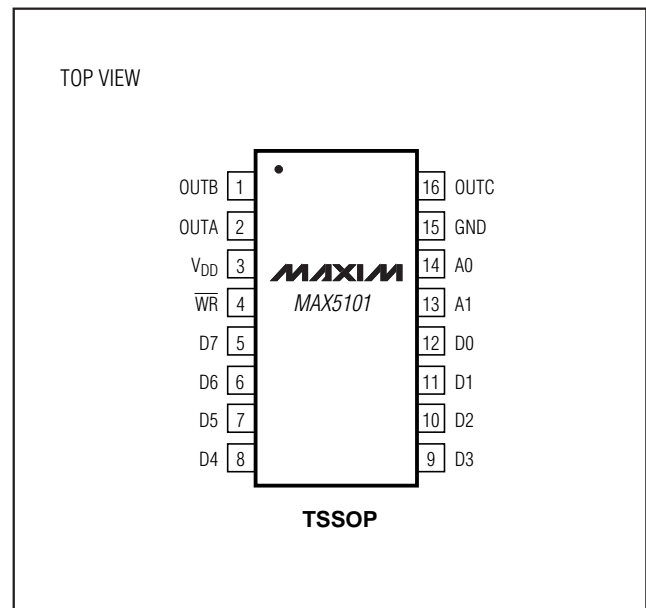 TOP VIEW
OUTB 1 16 OUTC
OUTA 2 15 GND
VDD 3 14 A0
MAXIM
WR 4 MAX5101 13 A1
D7 5 12 D0
D6 6 11 D1
D5 7 10 D2
D4 8 9 D3
TSSOP